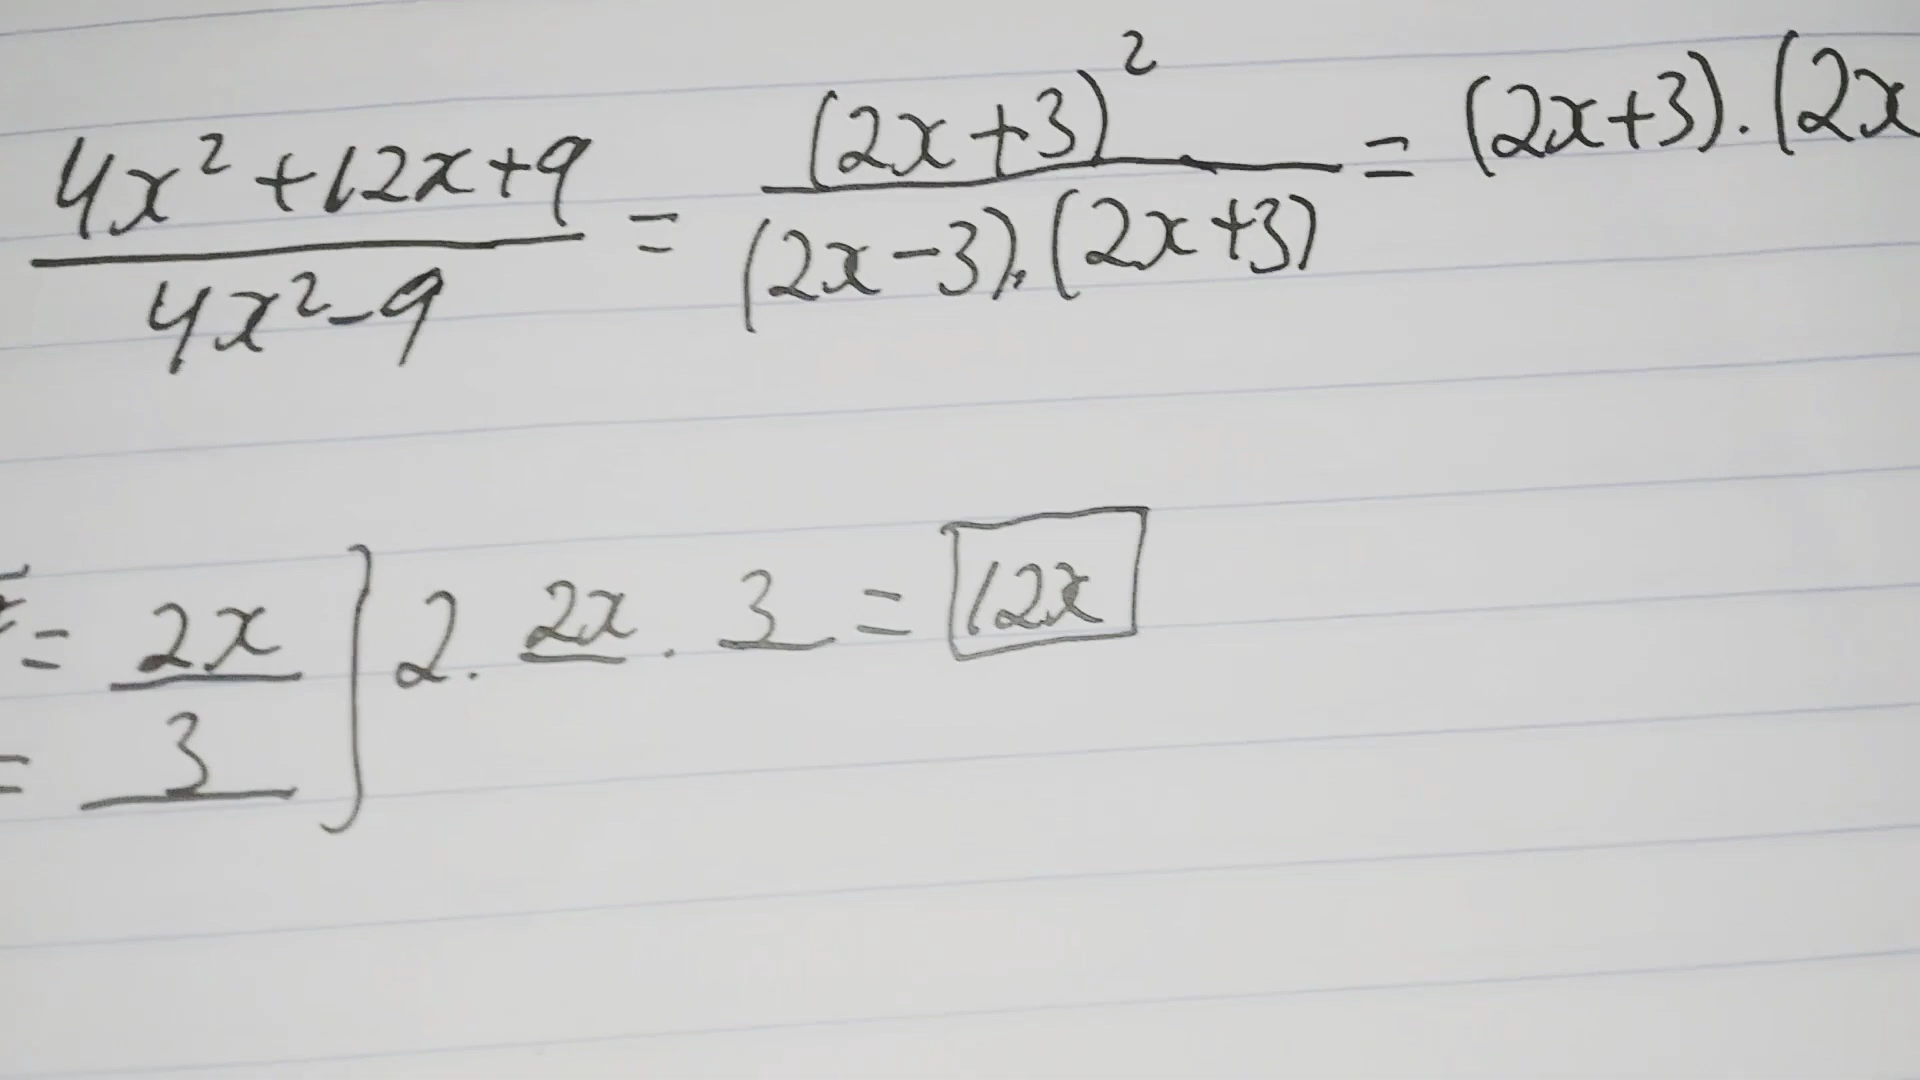 4x² + 12x + 9 / 4x² - 9 = (2x + 3)² / (2x - 3).(2x + 3) = (2x + 3).(2x
= 2x } 2. 2x . 3 = 12x
= 3